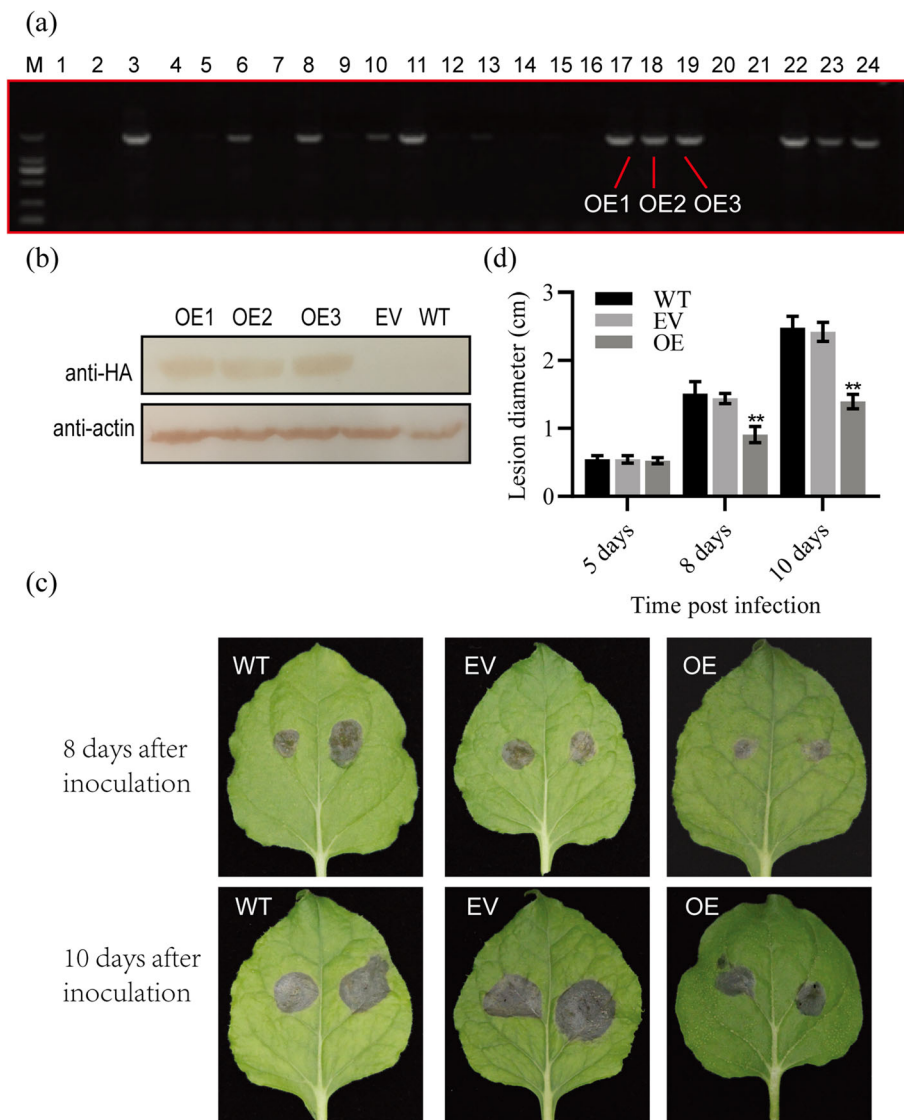 (a)
M 1 2 3 4 5 6 7 8 9 10 11 12 13 14 15 16 17 18 19 20 21 22 23 24
OE1 OE2 OE3
(b)
OE1 OE2 OE3 EV WT
anti-HA
anti-actin
(d)
Lesion diameter (cm)
3
2
1
0
WT
EV
OE
**
**
5 days
8 days
10 days
Time post infection
(c)
8 days after
inoculation
WT
EV
OE
10 days after
inoculation
WT
EV
OE